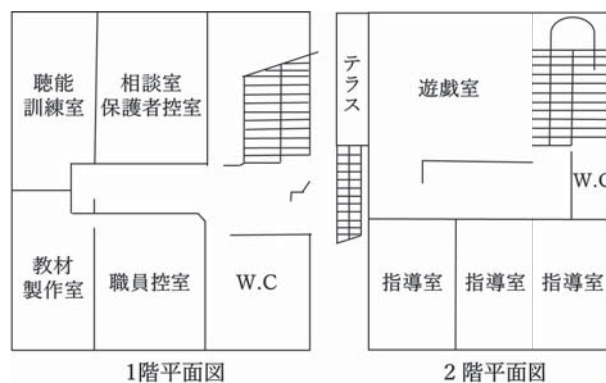 聴能
訓練室
相談室
保護者控室
教材
製作室
職員控室
W.C
1階平面図
テラス
遊戯室
W.C
指導室
指導室
指導室
2階平面図